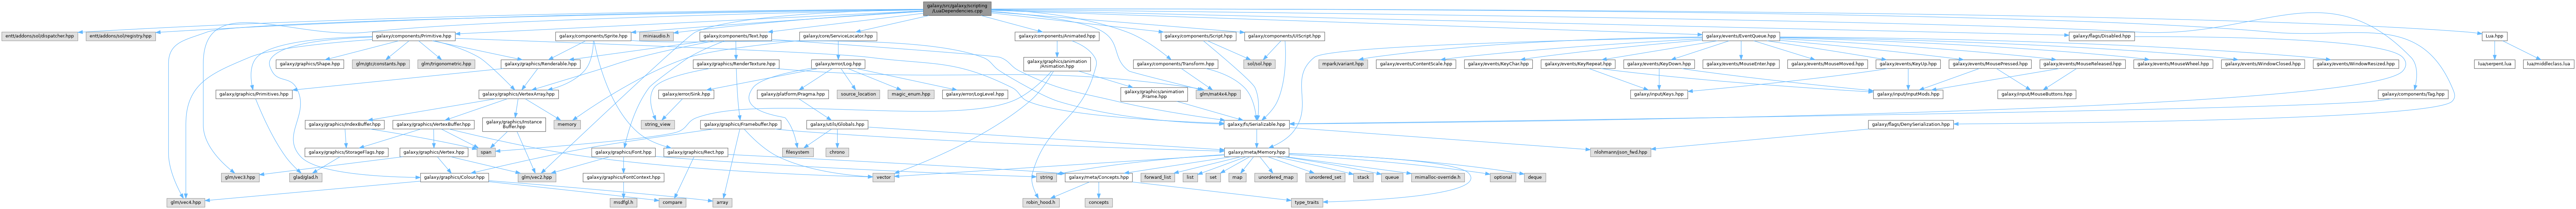 galaxy/src/galaxy/scripting
/LuaDependencies.cpp
entt/addons/sol/dispatcher.hpp
entt/addons/sol/registry.hpp
galaxy/components/Primitive.hpp
galaxy/components/Sprite.hpp
miniaudio.h
galaxy/components/Text.hpp
galaxy/core/ServiceLocator.hpp
galaxy/components/Animated.hpp
galaxy/components/Script.hpp
galaxy/components/UIScript.hpp
galaxy/events/EventQueue.hpp
galaxy/flags/Disabled.hpp
Lua.hpp
galaxy/graphics/Shape.hpp
glm/gtc/constants.hpp
glm/trigonometric.hpp
galaxy/graphics/Renderable.hpp
galaxy/graphics/RenderTexture.hpp
galaxy/error/Log.hpp
galaxy/graphics/animation
/Animation.hpp
galaxy/components/Transform.hpp
sol/sol.hpp
mpark/variant.hpp
galaxy/events/ContentScale.hpp
galaxy/events/KeyChar.hpp
galaxy/events/KeyRepeat.hpp
galaxy/events/KeyDown.hpp
galaxy/events/MouseEnter.hpp
galaxy/events/MouseMoved.hpp
galaxy/events/KeyUp.hpp
galaxy/events/MousePressed.hpp
galaxy/events/MouseReleased.hpp
galaxy/events/MouseWheel.hpp
galaxy/events/WindowClosed.hpp
galaxy/events/WindowResized.hpp
lua/serpent.lua
lua/middleclass.lua
galaxy/graphics/Primitives.hpp
galaxy/graphics/VertexArray.hpp
galaxy/error/Sink.hpp
galaxy/platform/Pragma.hpp
source_location
magic_enum.hpp
galaxy/error/LogLevel.hpp
galaxy/graphics/animation
/Frame.hpp
glm/mat4x4.hpp
galaxy/input/Keys.hpp
galaxy/input/InputMods.hpp
galaxy/input/MouseButtons.hpp
galaxy/components/Tag.hpp
galaxy/graphics/IndexBuffer.hpp
galaxy/graphics/VertexBuffer.hpp
galaxy/graphics/Instance
Buffer.hpp
memory
string_view
galaxy/graphics/Framebuffer.hpp
galaxy/utils/Globals.hpp
galaxy/fs/Serializable.hpp
galaxy/flags/DenySerialization.hpp
galaxy/graphics/StorageFlags.hpp
galaxy/graphics/Vertex.hpp
span
galaxy/graphics/Font.hpp
galaxy/graphics/Rect.hpp
filesystem
chrono
galaxy/meta/Memory.hpp
nlohmann/json_fwd.hpp
glm/vec3.hpp
glad/glad.h
galaxy/graphics/Colour.hpp
glm/vec2.hpp
galaxy/graphics/FontContext.hpp
vector
string
galaxy/meta/Concepts.hpp
forward_list
list
set
map
unordered_map
unordered_set
stack
queue
mimalloc-override.h
optional
deque
glm/vec4.hpp
msdfgl.h
compare
array
robin_hood.h
concepts
type_traits